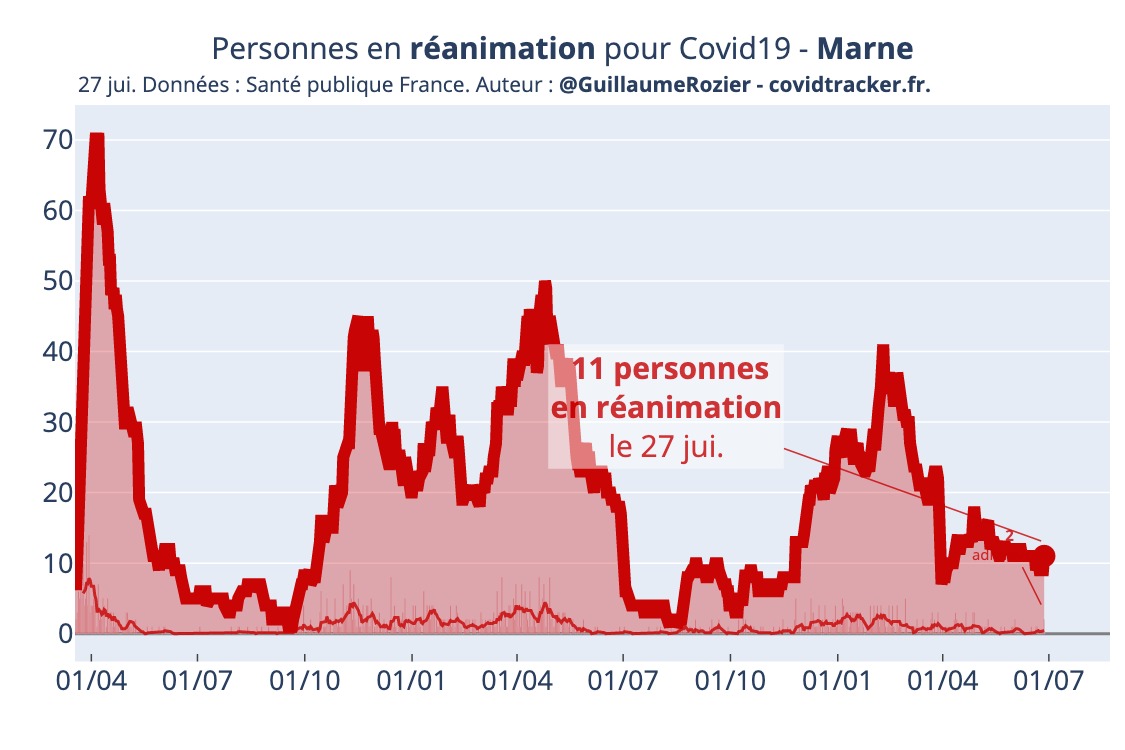 Personnes en réanimation pour Covid19 - Marne
27 jui. Données : Santé publique France. Auteur : @GuillaumeRozier - covidtracker.fr.
70
60
50
40
30
20
10
0
11 personnes
en réanimation
le 27 jui.
2
01/04 01/07 01/10 01/01 01/04 01/07 01/10 01/01 01/04 01/07